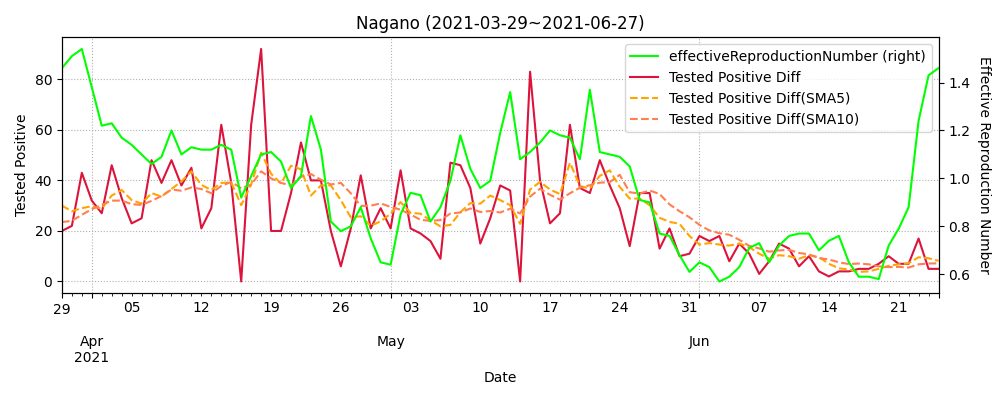 Nagano (2021-03-29~2021-06-27)
effectiveReproductionNumber (right)
Tested Positive Diff
Tested Positive Diff(SMA5)
Tested Positive Diff(SMA10)
Tested Positive
80
60
40
20
0
1.4
1.2
1.0
0.8
0.6
Effective Reproduction Number
29 05 12 19 26 03 10 17 24 31 07 14 21
Apr May Jun
2021
Date